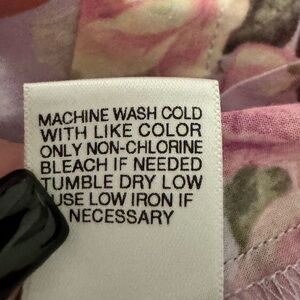 MACHINE WASH COLD
WITH LIKE COLOR
ONLY NON-CHLORINE
BLEACH IF NEEDED
TUMBLE DRY LOW
USE LOW IRON IF
NECESSARY